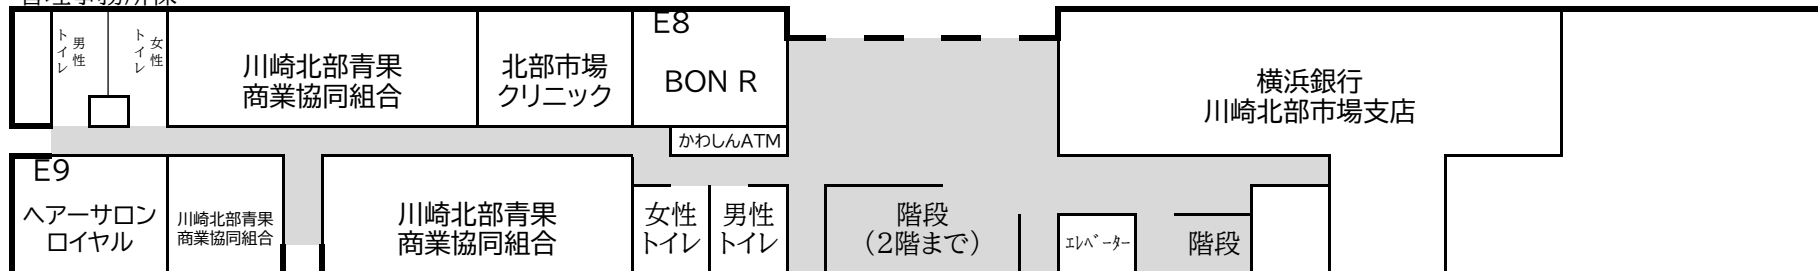 男性
トイレ
女性
トイレ
川崎北部青果
商業協同組合
北部市場
クリニック
E8
BON R
横浜銀行
川崎北部市場支店
かわしんATM
E9
ヘアーサロン
ロイヤル
川崎北部青果
商業協同組合
川崎北部青果
商業協同組合
女性
トイレ
男性
トイレ
階段
（2階まで）
ｴﾚﾍﾞｰﾀｰ
階段